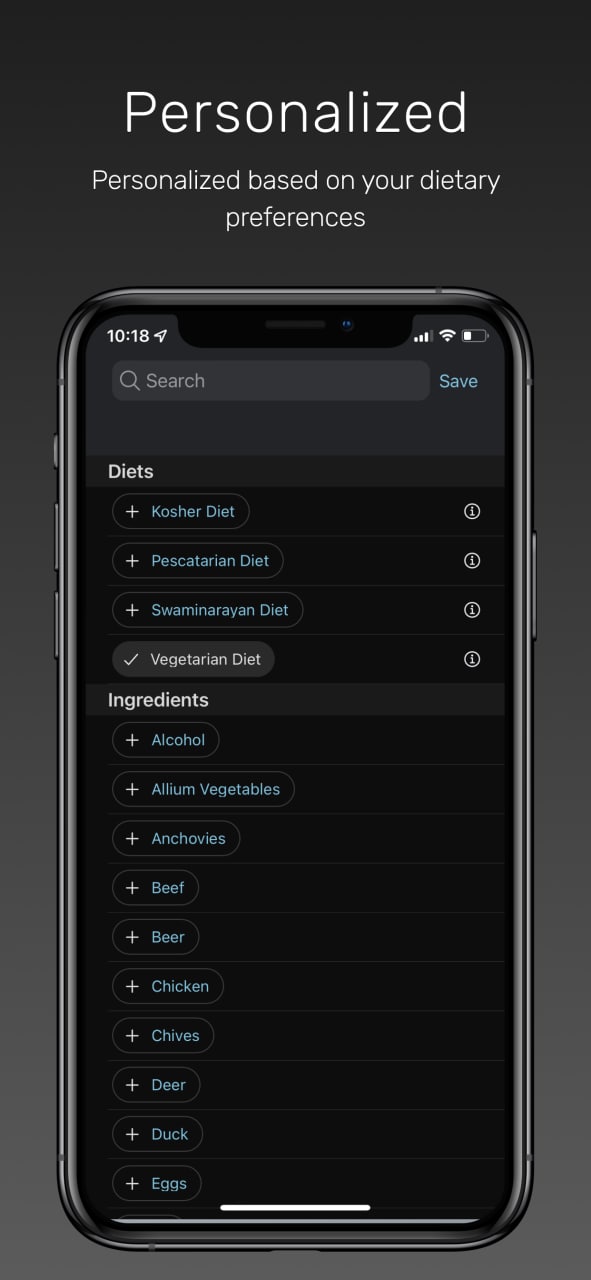 Personalized
Personalized based on your dietary
preferences
10:18
Search
Save
Diets
Kosher Diet
Pescatarian Diet
Swaminarayan Diet
Vegetarian Diet
Ingredients
Alcohol
Allium Vegetables
Anchovies
Beef
Beer
Chicken
Chives
Deer
Duck
Eggs